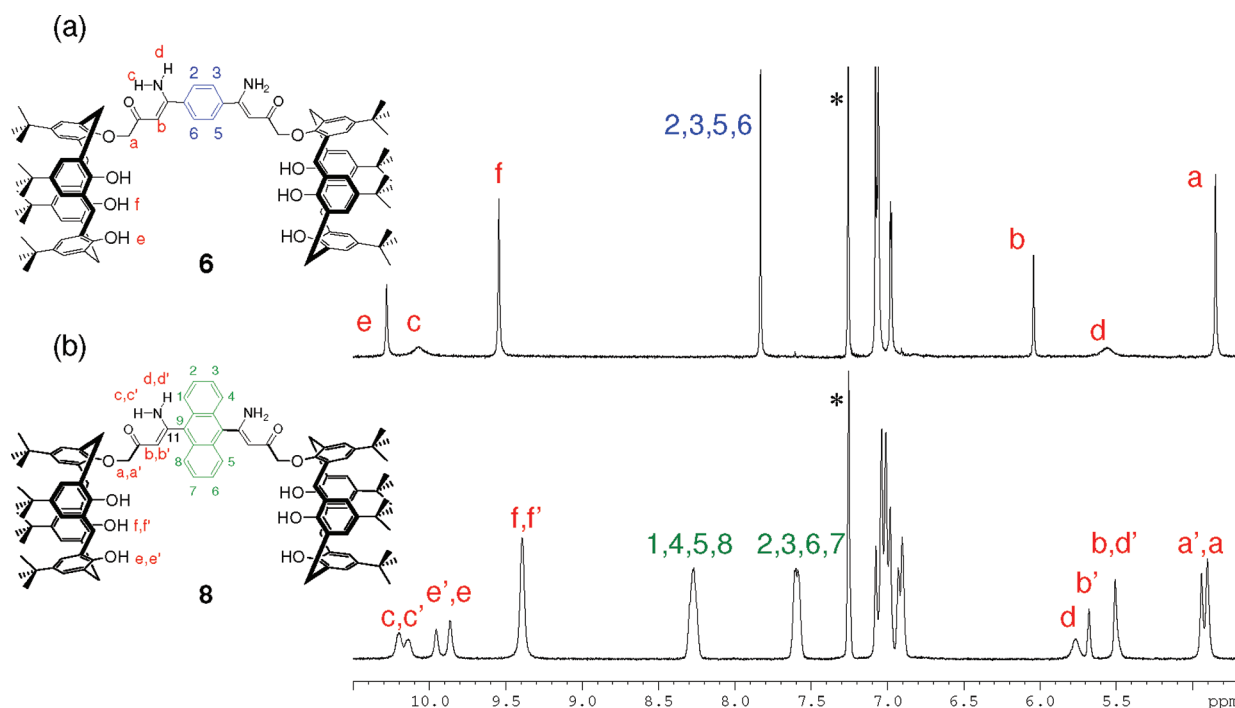 (a)
d
H
c H-N
2 3
NH₂
O
O
b
6 5
a
O
O
OH
OH f
OH e
HO
HO
HO
6
e
c
f
2,3,5,6
*
b
d
a
(b)
d,d'
c,c' H
H-N
2 3
1 4
9
NH₂
O
11
O
b,b'
8 5
a,a'
7 6
O
O
OH
OH f,f'
OH e,e'
HO
HO
HO
8
c,c'
e',e
f,f'
1,4,5,8
2,3,6,7
*
d
b'
b,d'
a',a
10.0 9.5 9.0 8.5 8.0 7.5 7.0 6.5 6.0 5.5 ppm